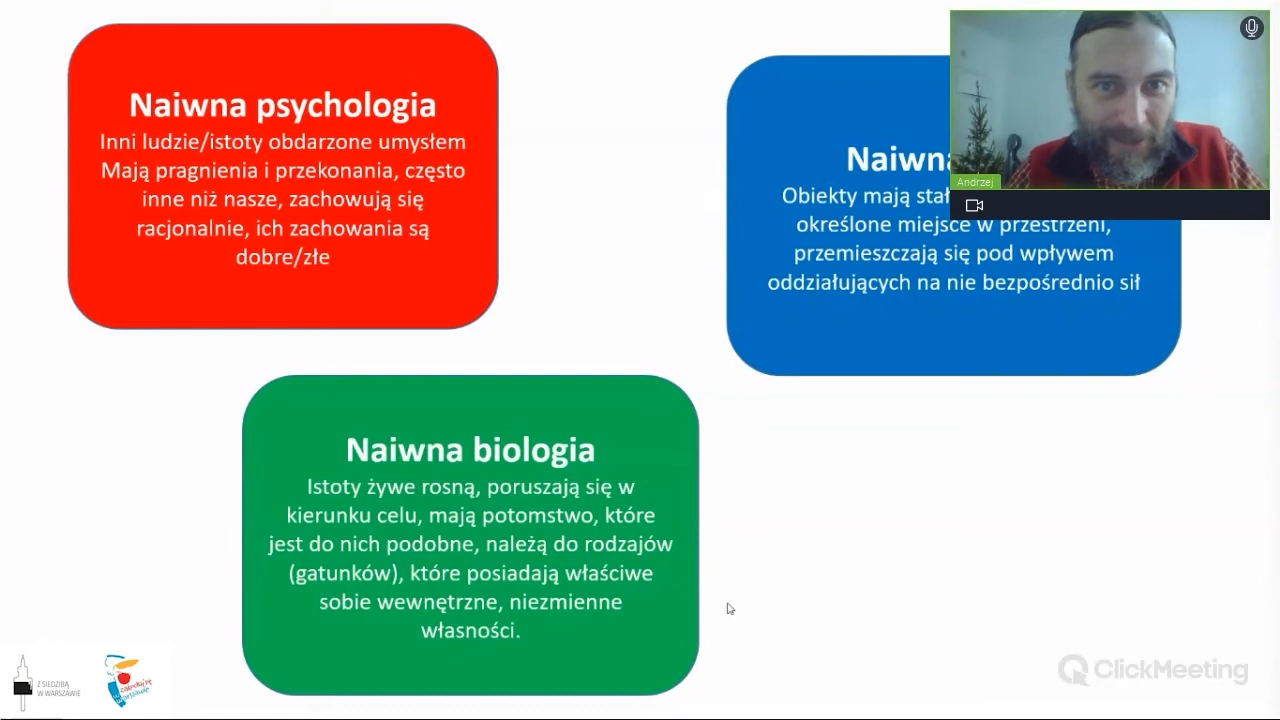 Naiwna psychologia
Inni ludzie/istoty obdarzone umysłem
Mają pragnienia i przekonania, często
inne niż nasze, zachowują się
racjonalnie, ich zachowania są
dobre/złe
Obiekty mają
określone miejsce w przestrzeni,
przemieszczają się pod wpływem
oddziałujących na nie bezpośrednio sił
Andrzej
Naiwna biologia
Istoty żywe rosną, poruszają się w
kierunku celu, mają potomstwo, które
jest do nich podobne, należą do rodzajów
(gatunków), które posiadają właściwe
sobie wewnętrzne, niezmienne
własności.
Z SIEDZIBĄ
W WARSZAWIE
zakochaj się
w Warszawie
ClickMeeting